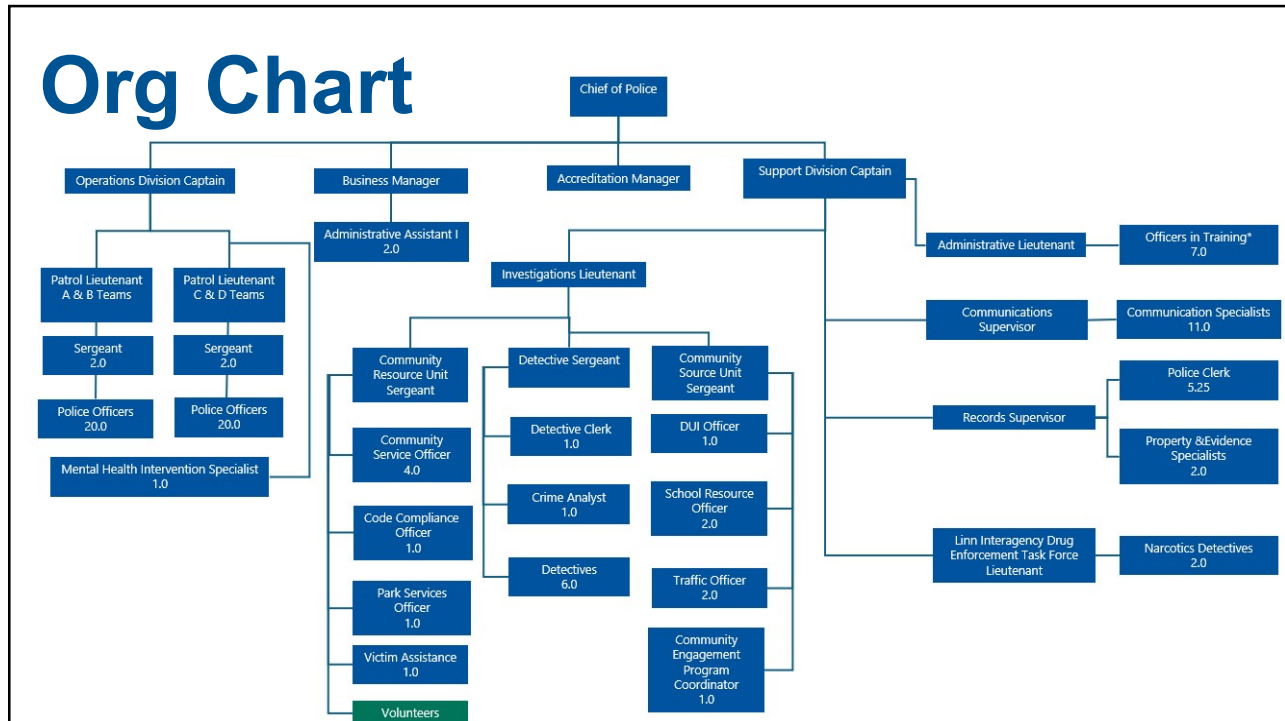 Org Chart
Chief of Police
Operations Division Captain
Business Manager
Accreditation Manager
Support Division Captain
Administrative Assistant I
2.0
Administrative Lieutenant
Officers in Training*
7.0
Investigations Lieutenant
Patrol Lieutenant
A & B Teams
Patrol Lieutenant
C & D Teams
Communications
Supervisor
Communication Specialists
11.0
Sergeant
2.0
Sergeant
2.0
Community
Resource Unit
Sergeant
Detective Sergeant
Community
Source Unit
Sergeant
Police Clerk
5.25
Police Officers
20.0
Police Officers
20.0
Records Supervisor
Detective Clerk
1.0
DUI Officer
1.0
Community
Service Officer
4.0
Property &Evidence
Specialists
2.0
Mental Health Intervention Specialist
1.0
Crime Analyst
1.0
School Resource
Officer
2.0
Code Compliance
Officer
1.0
Linn Interagency Drug
Enforcement Task Force
Lieutenant
Narcotics Detectives
2.0
Detectives
6.0
Traffic Officer
2.0
Park Services
Officer
1.0
Victim Assistance
1.0
Community
Engagement
Program
Coordinator
1.0
Volunteers